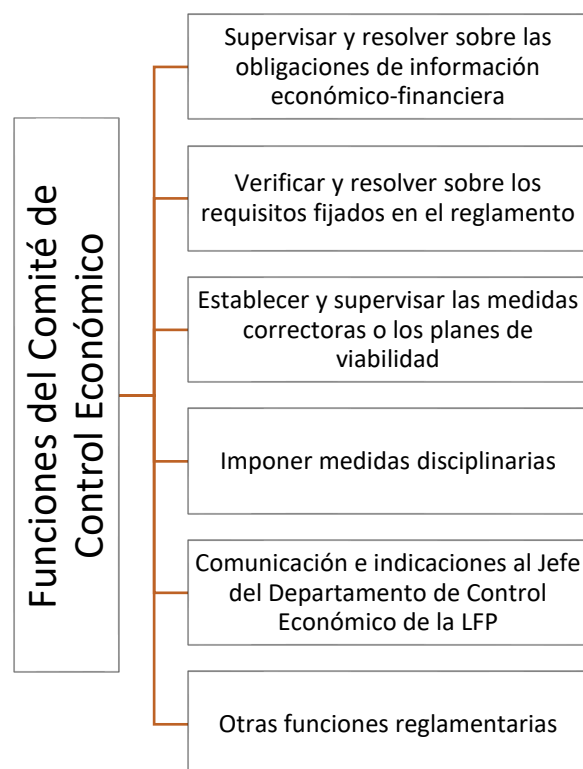 Funciones del Comité de
Control Económico
Supervisar y resolver sobre las
obligaciones de información
económico-financiera
Verificar y resolver sobre los
requisitos fijados en el reglamento
Establecer y supervisar las medidas
correctoras o los planes de
viabilidad
Imponer medidas disciplinarias
Comunicación e indicaciones al Jefe
del Departamento de Control
Económico de la LFP
Otras funciones reglamentarias